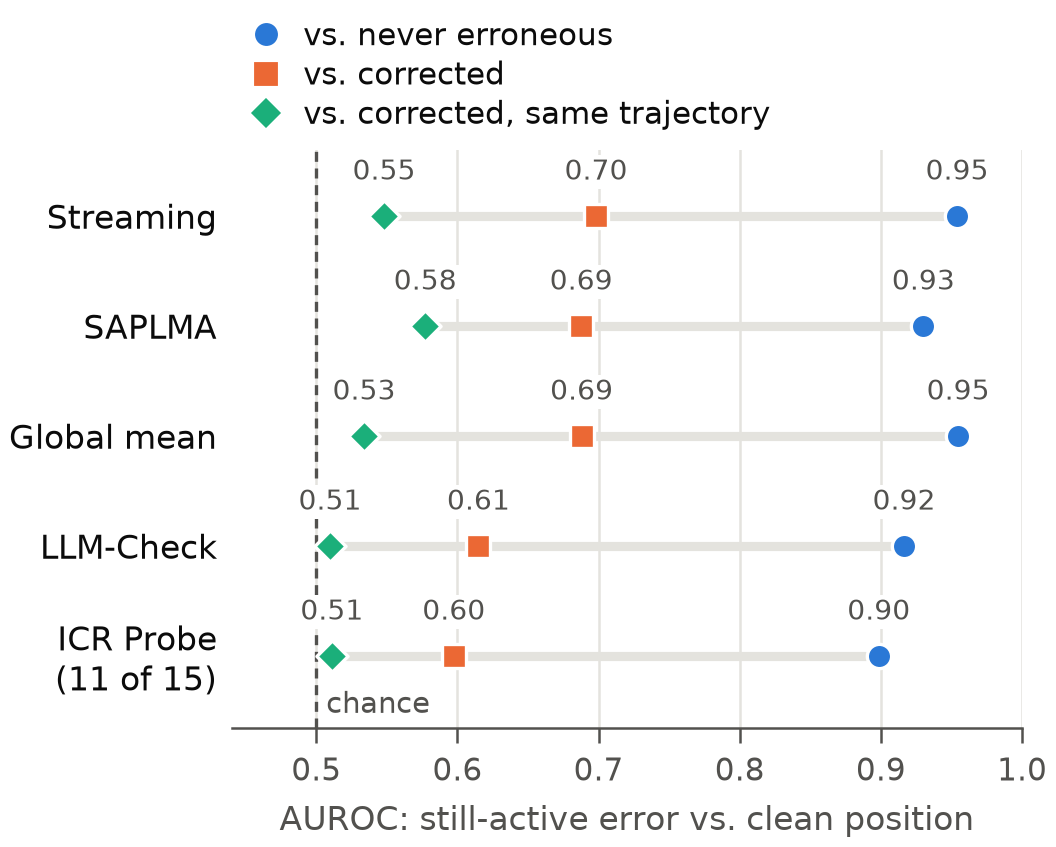 vs. never erroneous
vs. corrected
vs. corrected, same trajectory
0.55 0.70 0.95
Streaming
0.58 0.69 0.93
SAPLMA
0.53 0.69 0.95
Global mean
0.51 0.61 0.92
LLM-Check
0.51 0.60 0.90
ICR Probe
(11 of 15)
chance
0.5 0.6 0.7 0.8 0.9 1.0
AUROC: still-active error vs. clean position